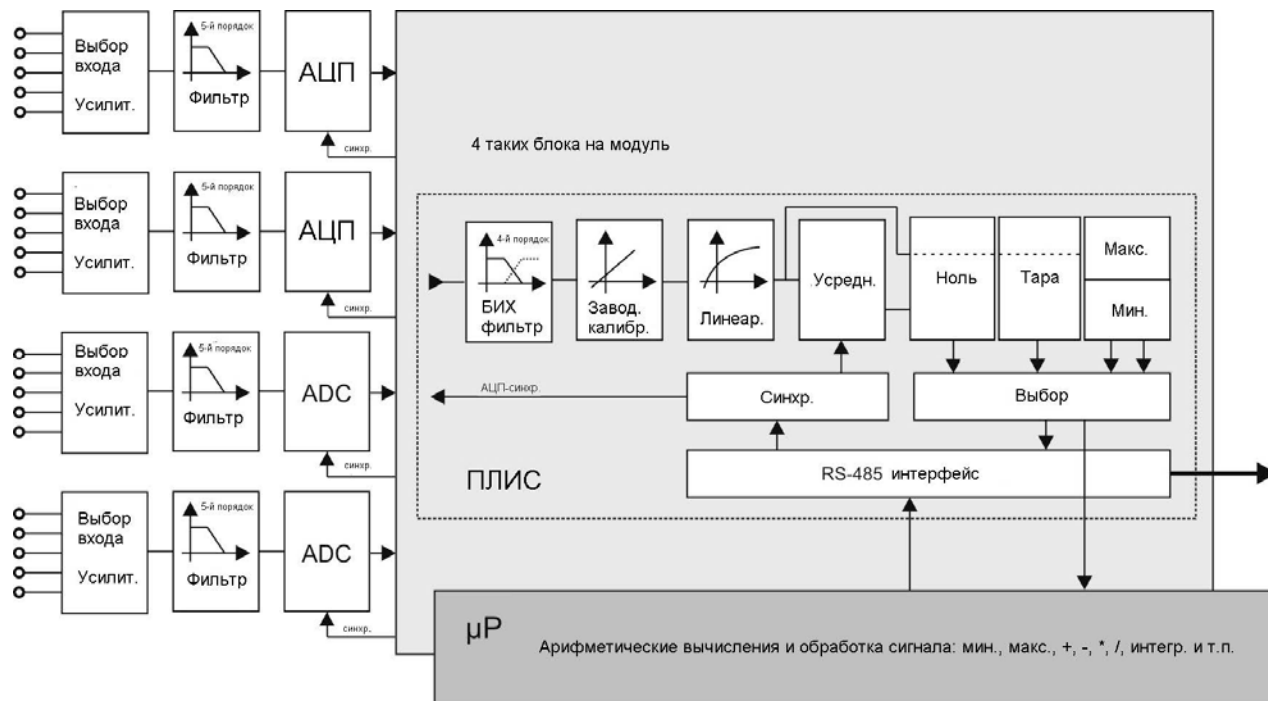 Выбор
входа
Усилит.
5-й порядок
Фильтр
АЦП
синхр.
Выбор
входа
Усилит.
5-й порядок
Фильтр
АЦП
синхр.
Выбор
входа
Усилит.
5-й порядок
Фильтр
ADC
синхр.
Выбор
входа
Усилит.
5-й порядок
Фильтр
ADC
синхр.
4 таких блока на модуль
4-й порядок
БИХ
фильтр
Завод.
калибр.
Линеар.
.Усредн.
Ноль
Тара
Макс.
Мин.
АЦП-синхр.
Синхр.
Выбор
ПЛИС
RS-485 интерфейс
µP
Арифметические вычисления и обработка сигнала: мин., макс., +, -, *, /, интегр. и т.п.